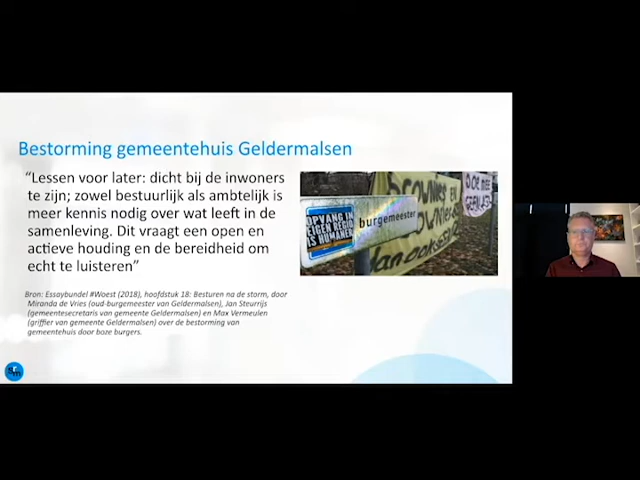 Bestorming gemeentehuis Geldermalsen
“Lessen voor later: dicht bij de inwoners
te zijn; zowel bestuurlijk als ambtelijk is
meer kennis nodig over wat leeft in de
samenleving. Dit vraagt een open en
actieve houding en de bereidheid om
echt te luisteren”
OPVANG IN
EIGEN REGIO
IS HUMANER
burgemeester
Bron: Essaybundel #Woest (2018), hoofdstuk 18: Besturen na de storm, door
Miranda de Vries (oud-burgemeester van Geldermalsen), Jan Steurrijs
(gemeentesecretaris van gemeente Geldermalsen) en Max Vermeulen
(griffier van gemeente Geldermalsen) over de bestorming van
gemeentehuis door boze burgers.